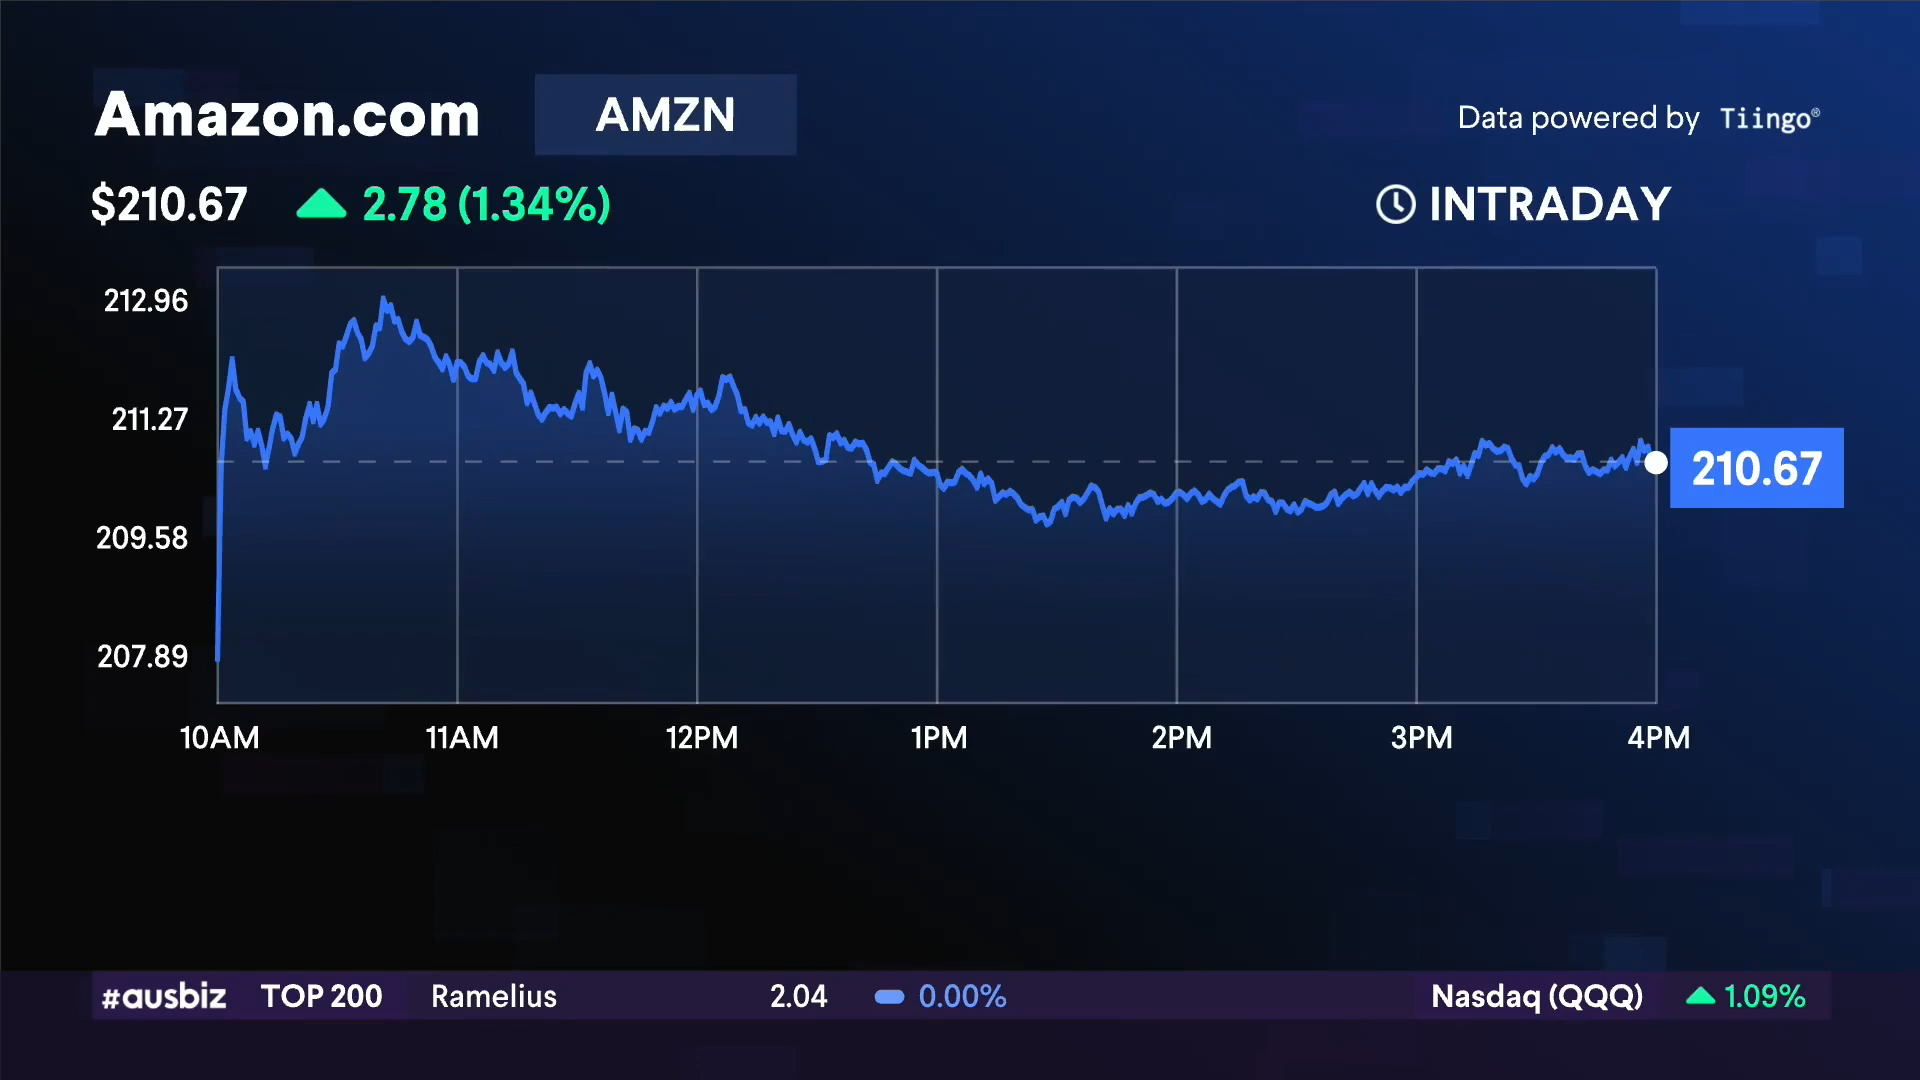 Amazon.com AMZN
Data powered by Tiingo®
$210.67 2.78 (1.34%)
INTRADAY
212.96
211.27
209.58
207.89
210.67
10AM 11AM 12PM 1PM 2PM 3PM 4PM
#ausbiz TOP 200 Ramelius 2.04 0.00% Nasdaq (QQQ) 1.09%